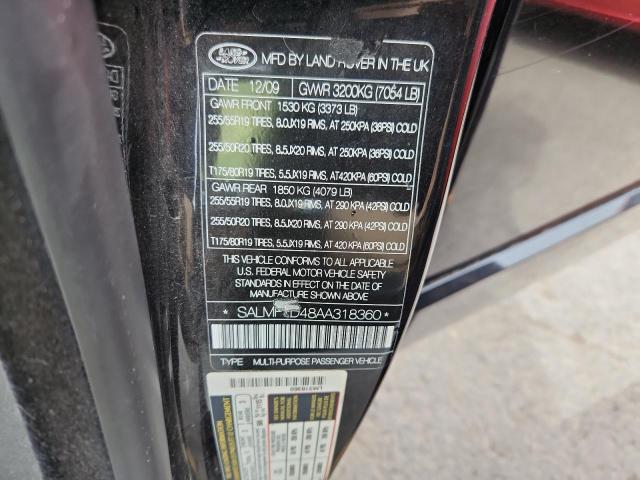 LAND ROVER
MFD BY LAND ROVER IN THE UK
DATE 12/09 GVWR 3200KG (7054 LB)
GAWR FRONT 1530 KG (3373 LB)
255/55R19 TIRES, 8.0JX19 RIMS, AT 250KPA (36PSI) COLD
255/50R20 TIRES, 8.5JX20 RIMS, AT 250KPA (36PSI) COLD
T175/80R19 TIRES, 5.5JX19 RIMS, AT420KPA (60PSI) COLD
GAWR REAR 1850 KG (4079 LB)
255/55R19 TIRES, 8.0JX19 RIMS, AT 290 KPA (42PSI) COLD
255/50R20 TIRES, 8.5JX20 RIMS, AT 290 KPA (42PSI) COLD
T175/80R19 TIRES, 5.5JX19 RIMS, AT 420 KPA (60PSI) COLD
THIS VEHICLE CONFORMS TO ALL APPLICABLE
U.S. FEDERAL MOTOR VEHICLE SAFETY
STANDARDS IN EFFECT ON THE DATE OF
MANUFACTURE SHOWN ABOVE.
D48AA318360*
TYPE MULTI-PURPOSE PASSENGER VEHICLE